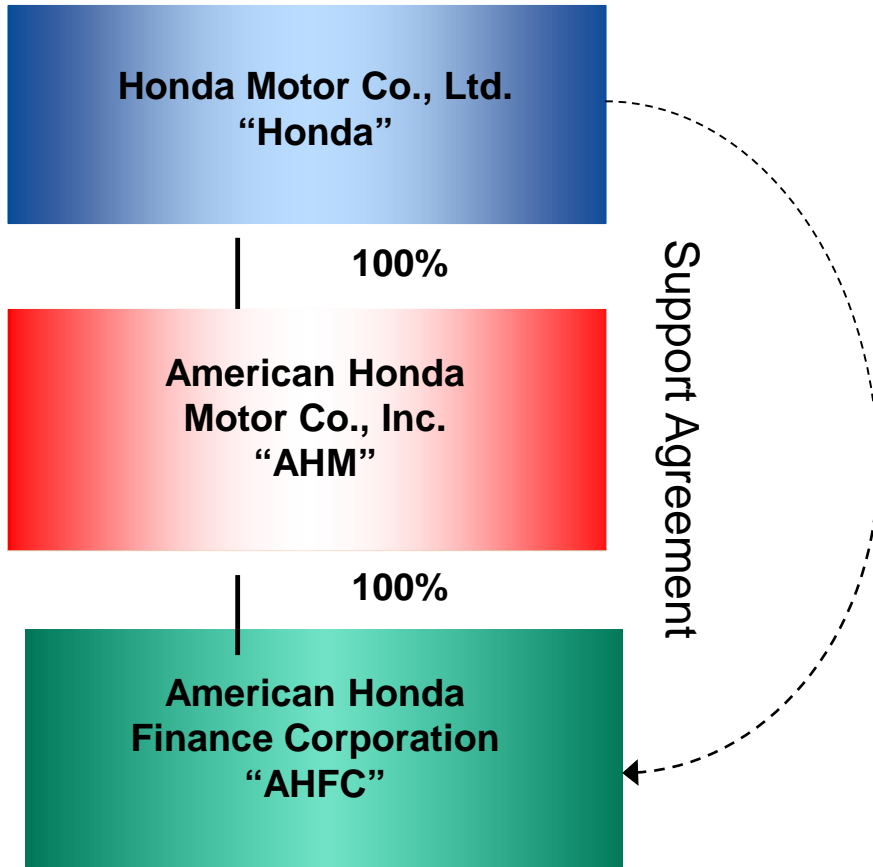 Honda Motor Co., Ltd.
“Honda”
100%
American Honda
Motor Co., Inc.
“AHM”
Support Agreement
100%
American Honda
Finance Corporation
“AHFC”